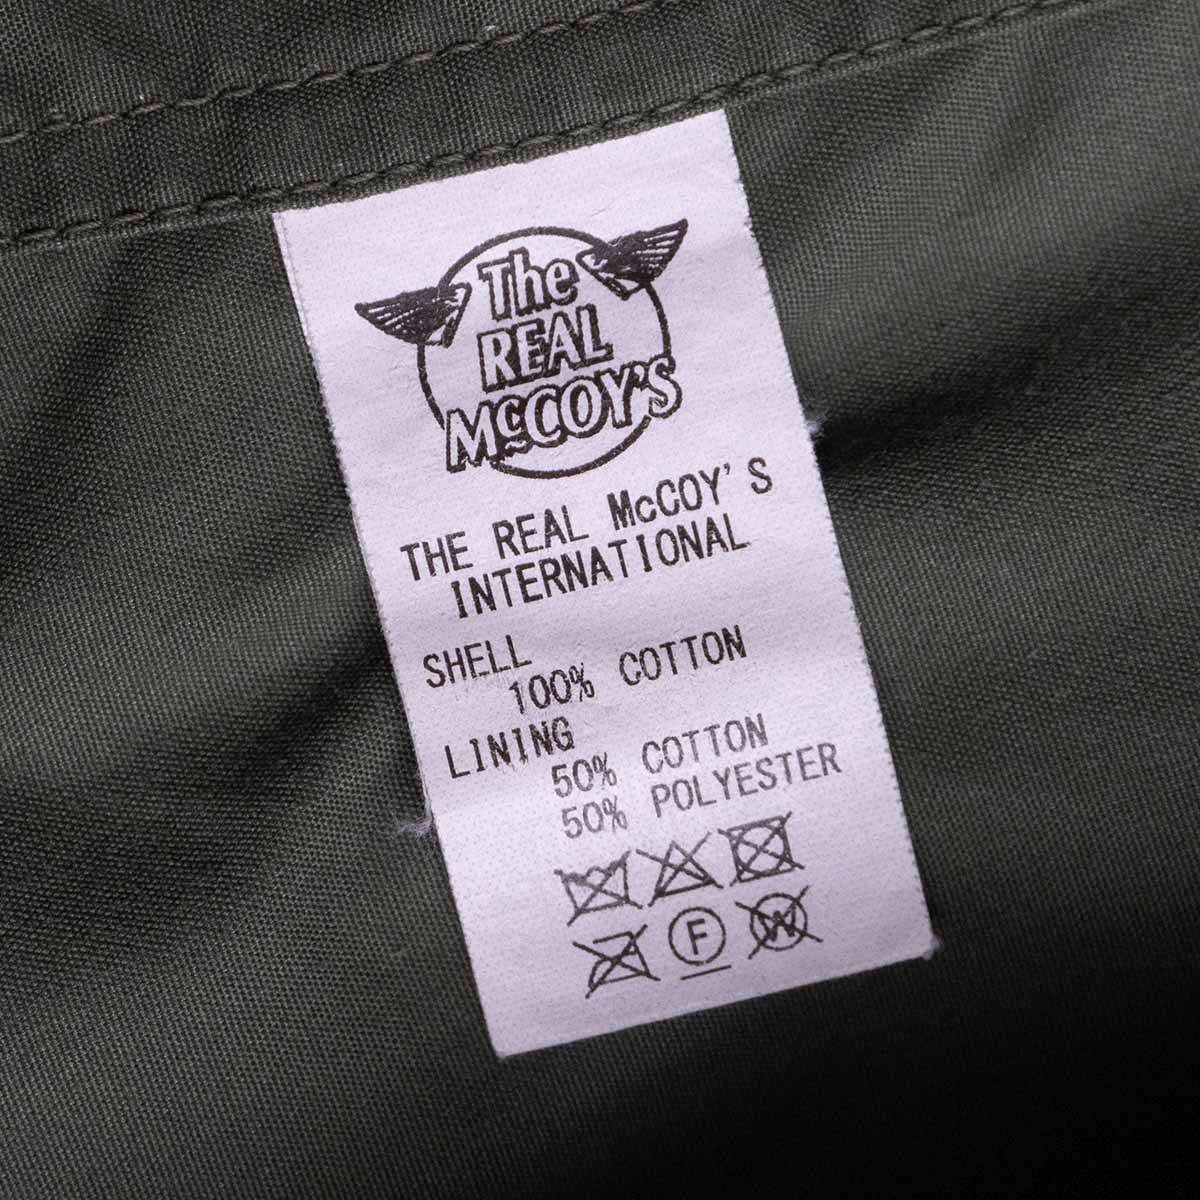 The
REAL
McCOY'S
THE REAL McCOY'S
INTERNATIONAL
SHELL
100% COTTON
LINING
50% COTTON
50% POLYESTER
F
W